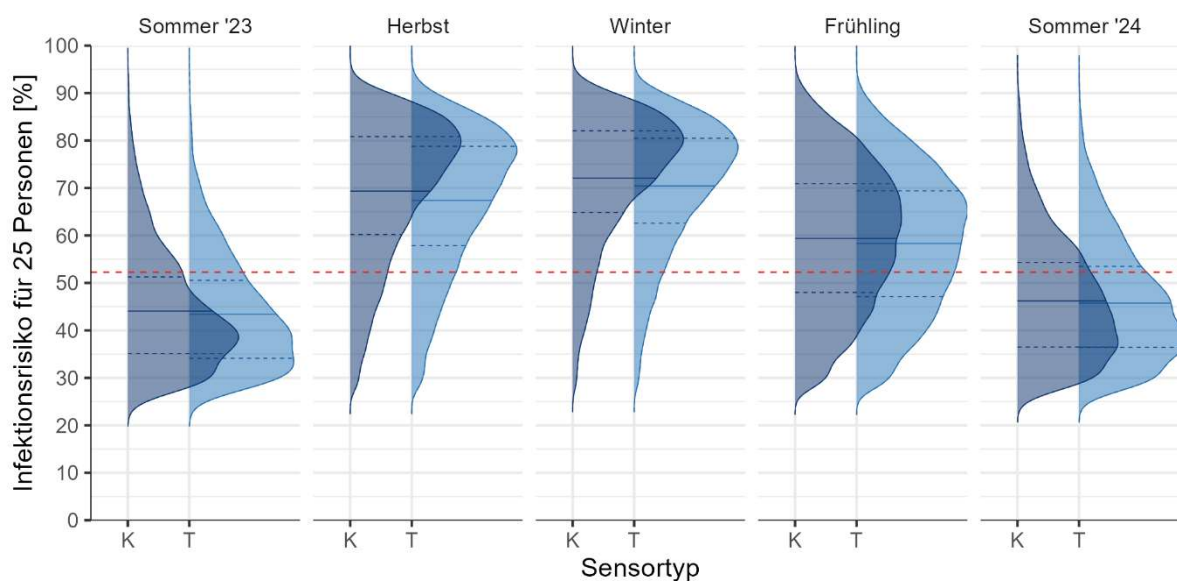 Sommer '23 Herbst Winter Frühling Sommer '24
Infektionsrisiko für 25 Personen [%]
100
90
80
70
60
50
40
30
20
10
0
K T K T K T K T K T
Sensortyp